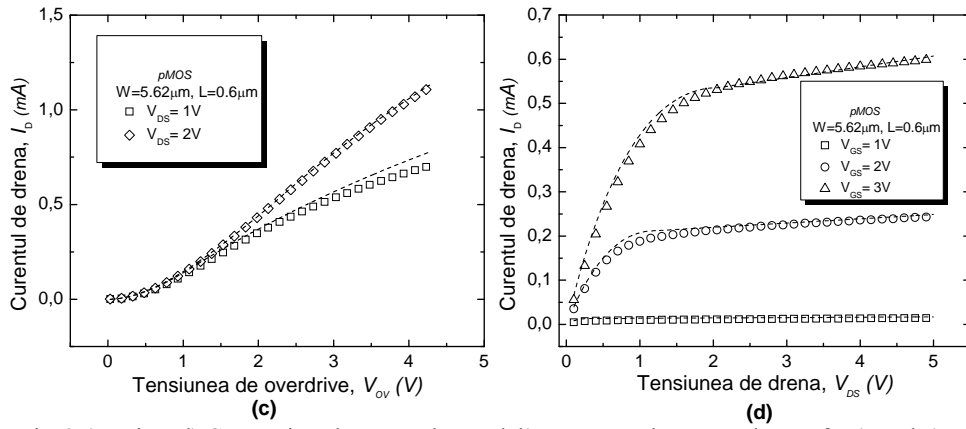 1,0
0,5
0,0
0 1 2 3 4 5
Curentul de drena, I_D (mA)
Tensiunea de overdrive, V_OV (V)
pMOS
W=5.62μm, L=0.6μm
V_DS= 1V
V_DS= 2V
(c)
0,7
0,6
0,5
0,4
0,3
0,2
0,1
0,0
0 1 2 3 4 5
Curentul de drena, I_D (mA)
Tensiunea de drena, V_DS (V)
pMOS
W=5.62μm, L=0.6μm
V_GS= 1V
V_GS= 2V
V_GS= 3V
(d)